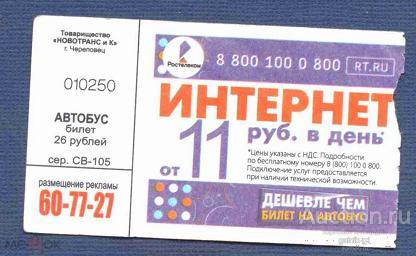 Товарищество
«НОВОТРАНС и К»
г. Череповец
010250
АВТОБУС
билет
26 рублей
сер. СВ-105
размещение рекламы
60-77-27
Ростелеком
8 800 100 0 800
RT.RU
ИНТЕРНЕТ
от 11 руб. в день*
*Цены указаны с НДС. Подробности
по бесплатному номеру 8 (800) 100 0 800.
Подключение услуг предоставляется
при наличии технической возможности.
ДЕШЕВЛЕ ЧЕМ
БИЛЕТ НА АВТОБУС